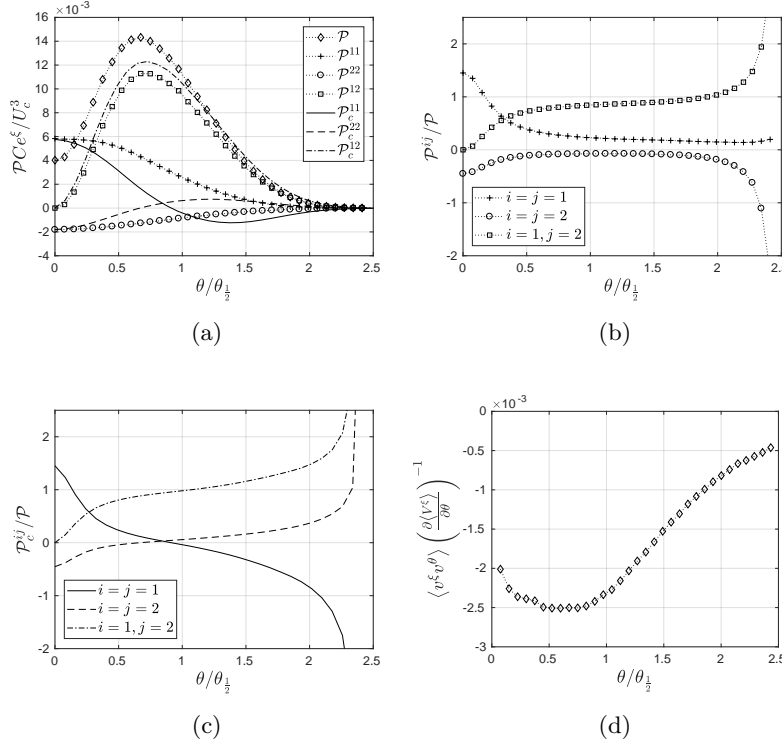 ×10⁻³
16
14
12
10
8
6
4
2
0
-2
-4
0 0.5 1 1.5 2 2.5
𝒫Ce^ξ/U_c^3
θ/θ_{1/2}
𝒫
𝒫^{11}
𝒫^{22}
𝒫^{12}
𝒫_c^{11}
𝒫_c^{22}
𝒫_c^{12}
(a)
2
1
0
-1
-2
0 0.5 1 1.5 2 2.5
𝒫^{ij}/𝒫
θ/θ_{1/2}
i = j = 1
i = j = 2
i = 1, j = 2
(b)
2
1
0
-1
-2
0 0.5 1 1.5 2 2.5
𝒫_c^{ij}/𝒫
θ/θ_{1/2}
i = j = 1
i = j = 2
i = 1, j = 2
(c)
×10⁻³
0
-0.5
-1
-1.5
-2
-2.5
-3
0 0.5 1 1.5 2 2.5
⟨v^ξ v^θ⟩ (∂⟨V^ξ⟩/∂θ)^{-1}
θ/θ_{1/2}
(d)